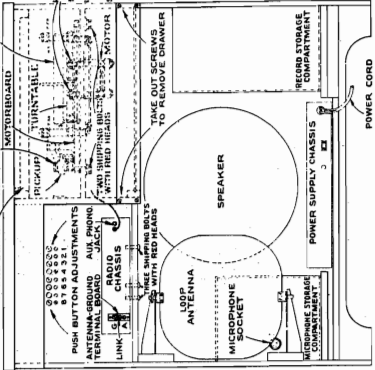 MOTORBOARD
PICKUP
TURNTABLE
TWO SHIPPING BOLTS
WITH RED HEADS
MOTOR
TAKE OUT SCREWS
TO REMOVE DRAWER
RECORD STORAGE
COMPARTMENT
POWER CORD
PUSH BUTTON ADJUSTMENTS
8 7 6 5 4 3 2 1
ANTENNA-GROUND
TERMINAL BOARD
AUX. PHONO.
JACK
RADIO
CHASSIS
LINK
G
A
THREE SHIPPING BOLTS
WITH RED HEADS
SPEAKER
POWER SUPPLY CHASSIS
LOOP
ANTENNA
MICROPHONE
SOCKET
MICROPHONE STORAGE
COMPARTMENT